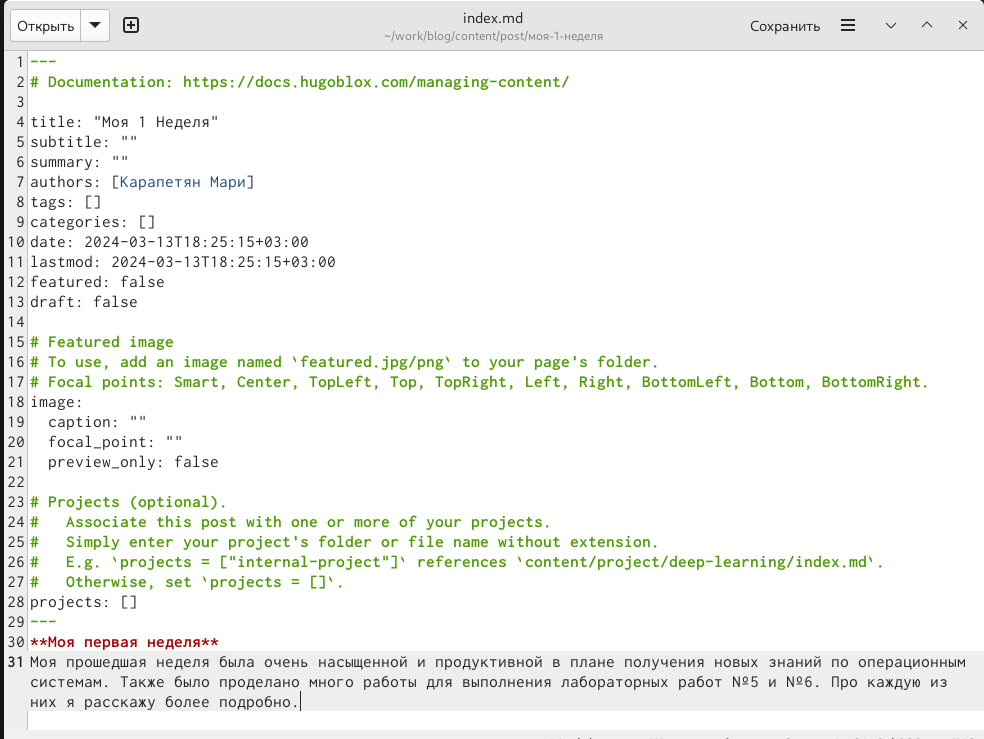 Открыть
index.md
~/work/blog/content/post/моя-1-неделя
Сохранить
1 ---
2 # Documentation: https://docs.hugoblox.com/managing-content/
3
4 title: "Моя 1 Неделя"
5 subtitle: ""
6 summary: ""
7 authors: [Карапетян Мари]
8 tags: []
9 categories: []
10 date: 2024-03-13T18:25:15+03:00
11 lastmod: 2024-03-13T18:25:15+03:00
12 featured: false
13 draft: false
14
15 # Featured image
16 # To use, add an image named `featured.jpg/png` to your page's folder.
17 # Focal points: Smart, Center, TopLeft, Top, TopRight, Left, Right, BottomLeft, Bottom, BottomRight.
18 image:
19   caption: ""
20   focal_point: ""
21   preview_only: false
22
23 # Projects (optional).
24 #   Associate this post with one or more of your projects.
25 #   Simply enter your project's folder or file name without extension.
26 #   E.g. `projects = ["internal-project"]` references `content/project/deep-learning/index.md`.
27 #   Otherwise, set `projects = []`.
28 projects: []
29 ---
30 **Моя первая неделя**
31 Моя прошедшая неделя была очень насыщенной и продуктивной в плане получения новых знаний по операционным
системам. Также было проделано много работы для выполнения лабораторных работ №5 и №6. Про каждую из
них я расскажу более подробно.